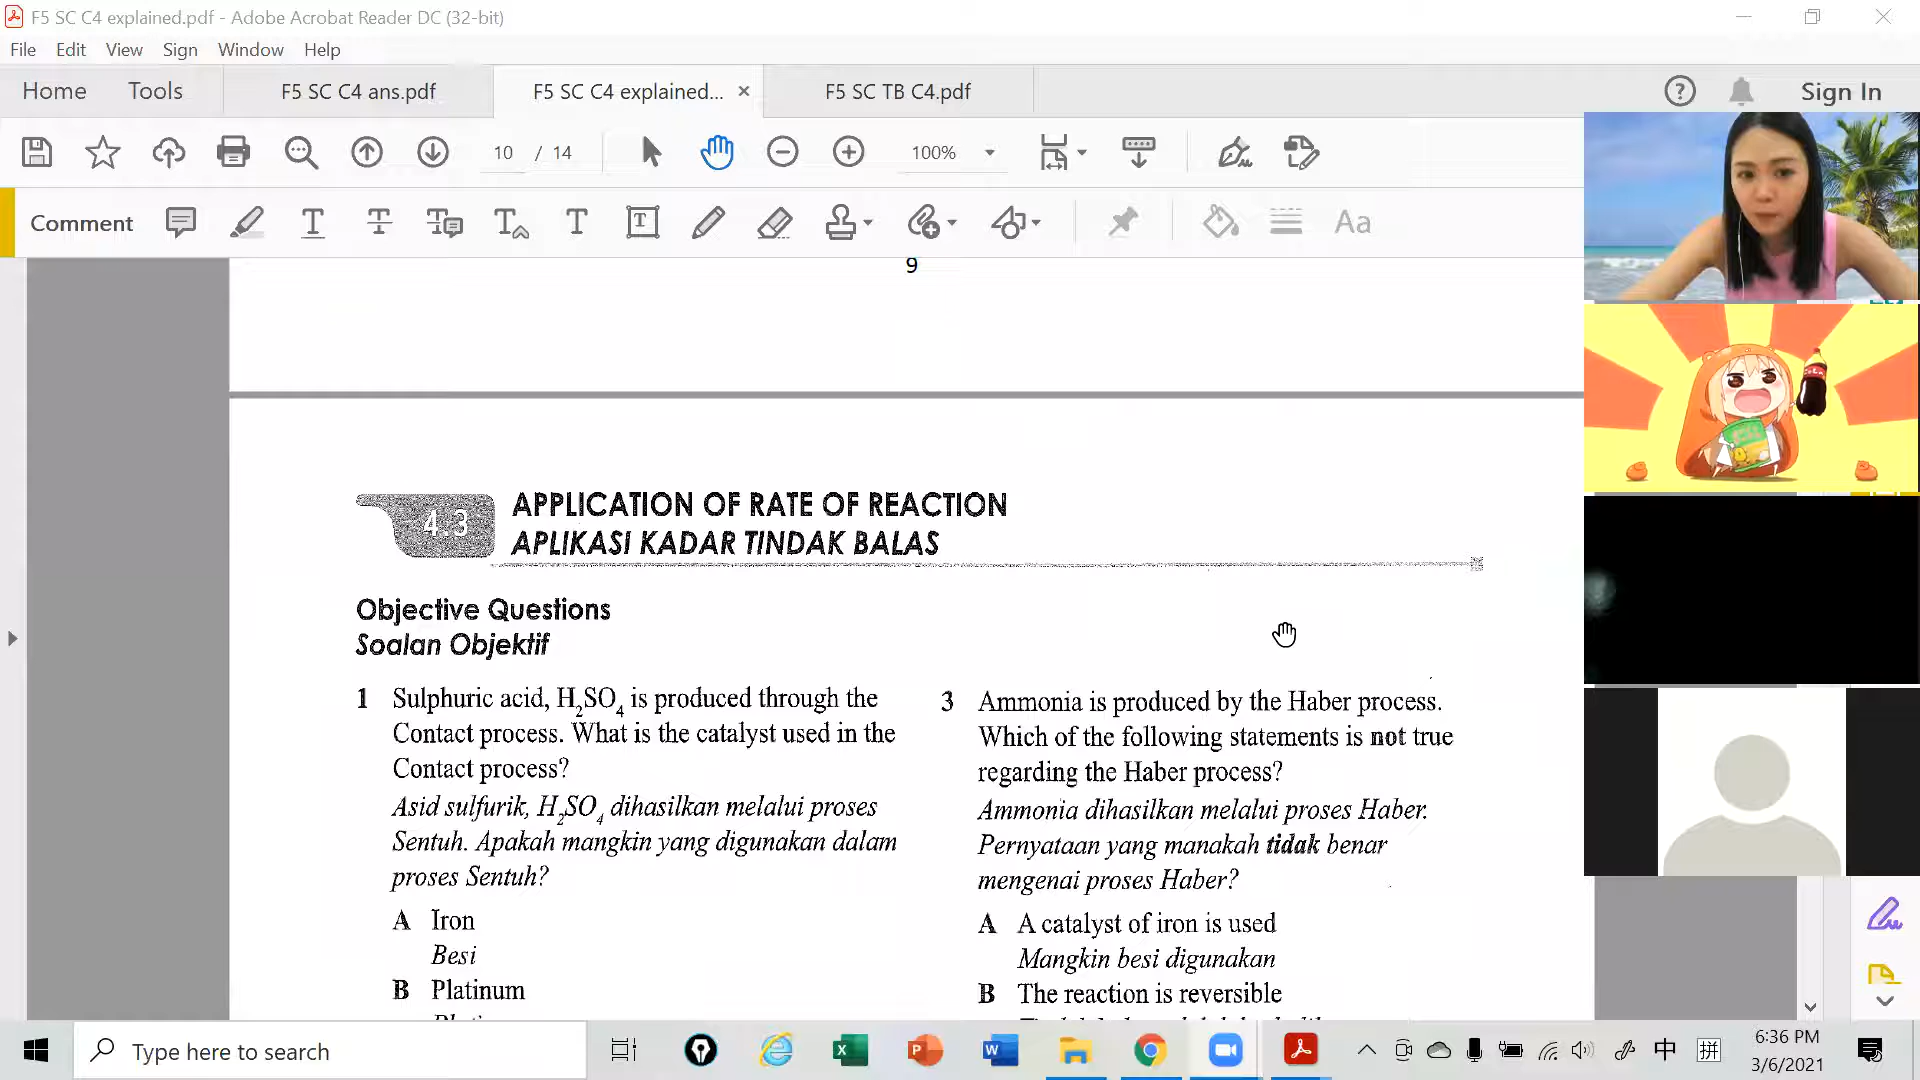 F5 SC C4 explained.pdf - Adobe Acrobat Reader DC (32-bit)
File Edit View Sign Window Help
Home Tools F5 SC C4 ans.pdf F5 SC C4 explained... × F5 SC TB C4.pdf Sign In
10 / 14 100%
Comment
9
4.3
APPLICATION OF RATE OF REACTION
APLIKASI KADAR TINDAK BALAS
Objective Questions
Soalan Objektif
1 Sulphuric acid, H₂SO₄ is produced through the
Contact process. What is the catalyst used in the
Contact process?
Asid sulfurik, H₂SO₄ dihasilkan melalui proses
Sentuh. Apakah mangkin yang digunakan dalam
proses Sentuh?
A Iron
Besi
B Platinum
3 Ammonia is produced by the Haber process.
Which of the following statements is not true
regarding the Haber process?
Ammonia dihasilkan melalui proses Haber.
Pernyataan yang manakah tidak benar
mengenai proses Haber?
A A catalyst of iron is used
Mangkin besi digunakan
B The reaction is reversible
Type here to search
中 拼
6:36 PM
3/6/2021